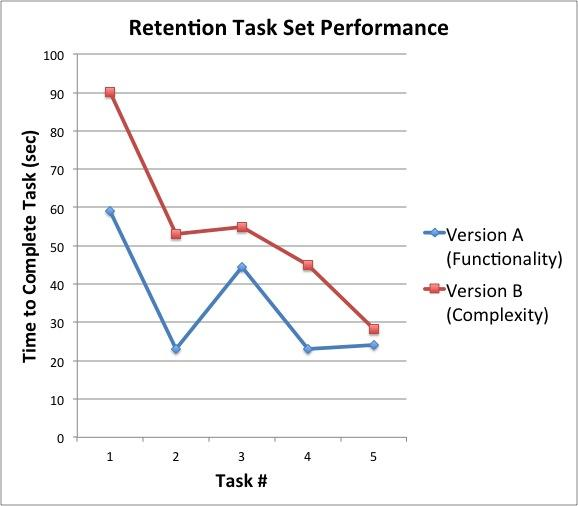 Retention Task Set Performance
100
90
80
70
60
50
40
30
20
10
0
Time to Complete Task (sec)
1 2 3 4 5
Task #
Version A
(Functionality)
Version B
(Complexity)